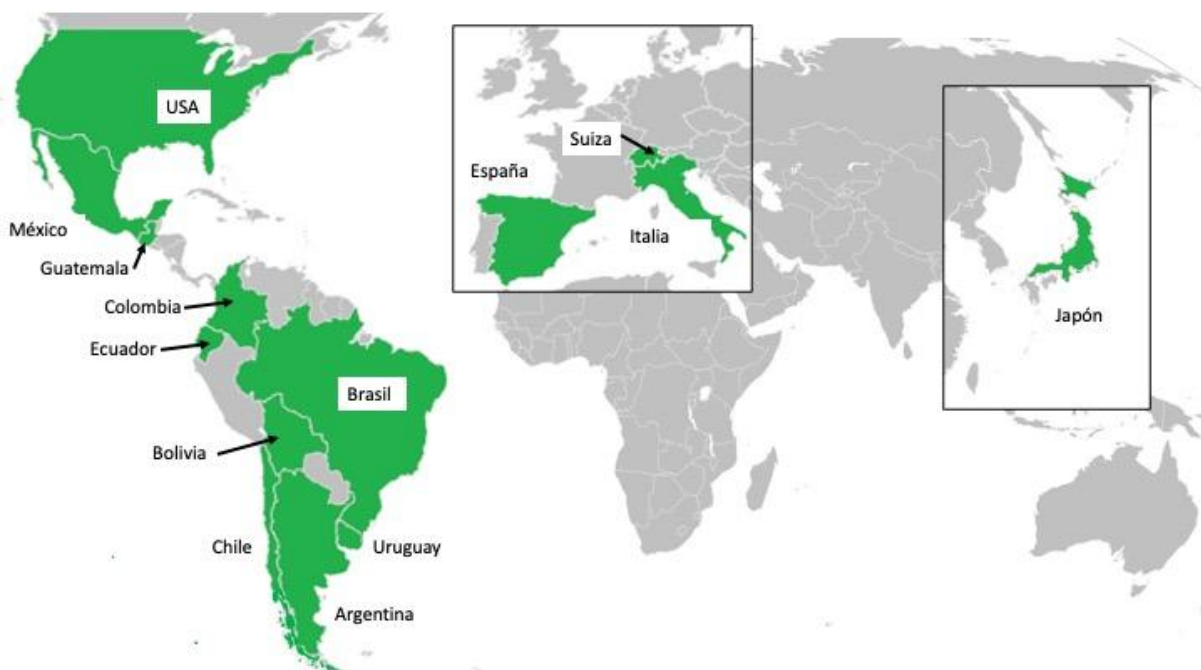 USA
Suiza
España
México
Italia
Guatemala
Colombia
Japón
Ecuador
Brasil
Bolivia
Chile
Uruguay
Argentina